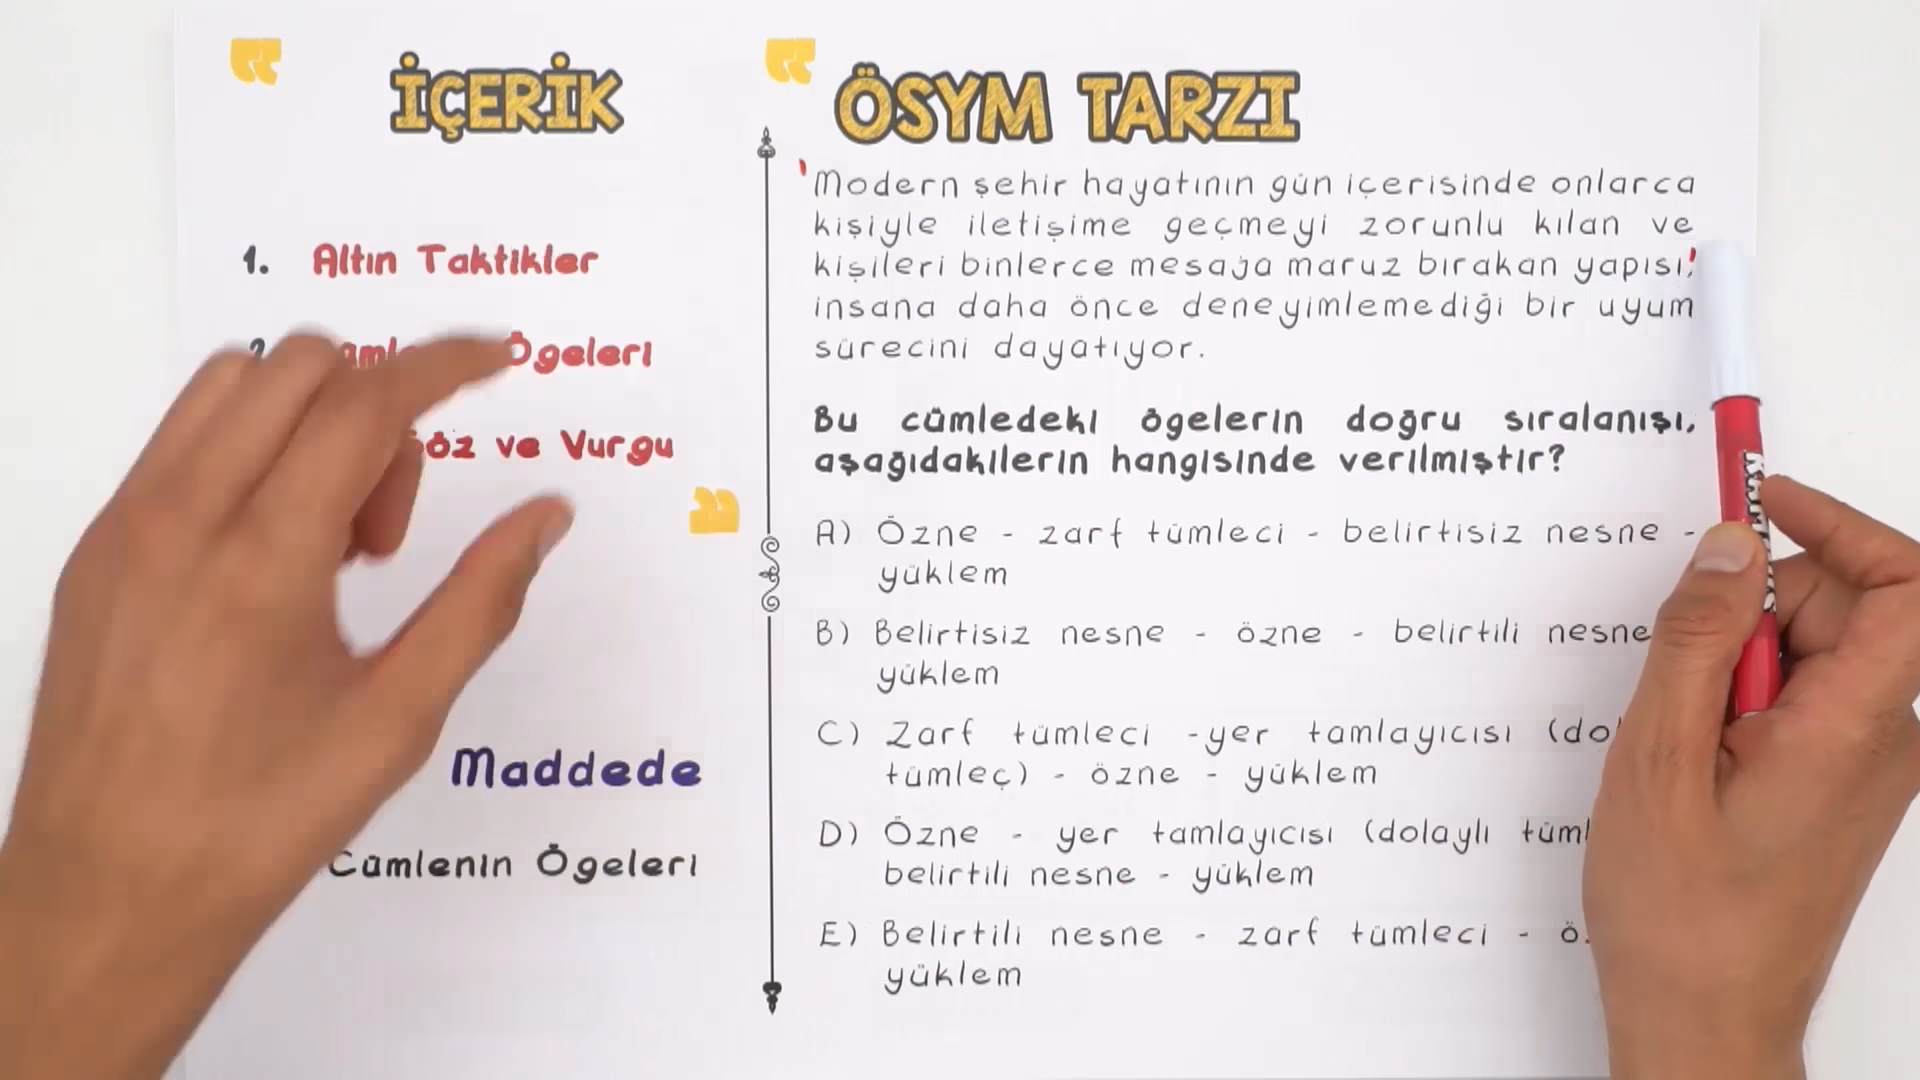 İÇERİK
1. Altın Taktikler
Ögeleri
ve Vurgu
Maddede
Cümlenin Ögeleri
ÖSYM TARZI
Modern şehir hayatının gün içerisinde onlarca
kişiyle iletişime geçmeyi zorunlu kılan ve
kişileri binlerce mesaja maruz bırakan yapısı,
insana daha önce deneyimlemediği bir uyum
sürecini dayatıyor.
Bu cümledeki ögelerin doğru sıralanışı,
aşağıdakilerin hangisinde verilmiştir?
A) Özne - zarf tümleci - belirtisiz nesne -
yüklem
B) Belirtisiz nesne - özne - belirtili nesne
yüklem
C) Zarf tümleci -yer tamlayıcısı
tümleç) - özne - yüklem
D) Özne - yer tamlayıcısı (dolaylı
belirtili nesne - yüklem
E) Belirtili nesne - zarf tümleci -
yüklem